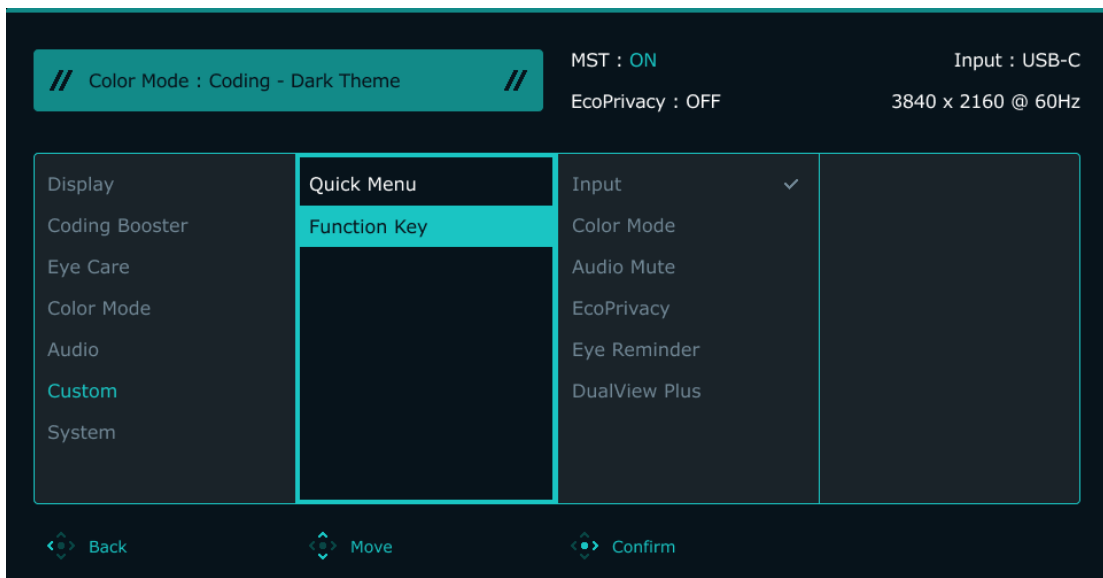 // Color Mode : Coding - Dark Theme //
MST : ON
Input : USB-C
EcoPrivacy : OFF
3840 x 2160 @ 60Hz
Display
Coding Booster
Eye Care
Color Mode
Audio
Custom
System
Quick Menu
Function Key
Input
Color Mode
Audio Mute
EcoPrivacy
Eye Reminder
DualView Plus
Back
Move
Confirm